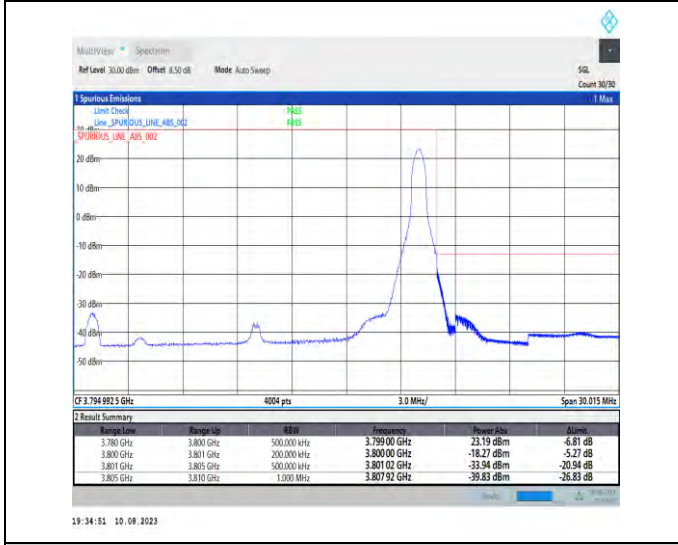 MultiView Spectrum
Ref Level 30.00 dBm Offset 8.50 dB Mode Auto Sweep SGL
Count 30/30
1 Spurious Emissions 1 Max
Limit Check PASS
Line _SPURIOUS_LINE_ABS_002 PASS
_SPURIOUS_LINE_ABS_002
20 dBm
10 dBm
0 dBm
-10 dBm
-20 dBm
-30 dBm
-40 dBm
-50 dBm
CF 3.794 992 5 GHz 4004 pts 3.0 MHz/ Span 30.015 MHz
2 Result Summary
Range Low Range Up RBW Frequency Power Abs ΔLimit
3.780 GHz 3.800 GHz 500.000 kHz 3.799 00 GHz 23.19 dBm -6.81 dB
3.800 GHz 3.801 GHz 200.000 kHz 3.800 00 GHz -18.27 dBm -5.27 dB
3.801 GHz 3.805 GHz 500.000 kHz 3.801 02 GHz -33.94 dBm -20.94 dB
3.805 GHz 3.810 GHz 1.000 MHz 3.807 92 GHz -39.83 dBm -26.83 dB
19:34:51 10.08.2023